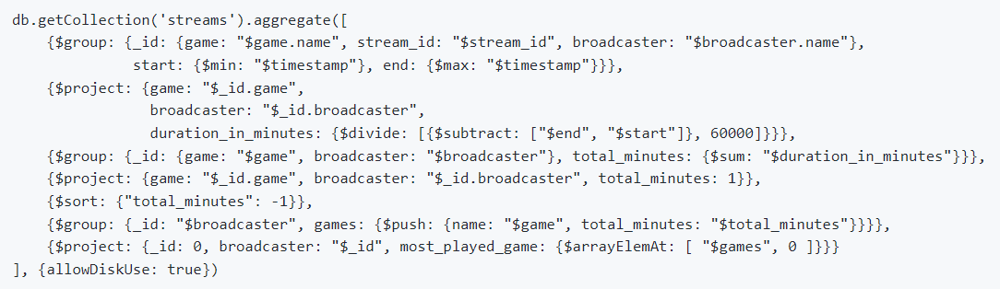 db.getCollection('streams').aggregate([
    {$group: {_id: {game: "$game.name", stream_id: "$stream_id", broadcaster: "$broadcaster.name"},
              start: {$min: "$timestamp"}, end: {$max: "$timestamp"}}},
    {$project: {game: "$_id.game",
                broadcaster: "$_id.broadcaster",
                duration_in_minutes: {$divide: [{$subtract: ["$end", "$start"]}, 60000]}}},
    {$group: {_id: {game: "$game", broadcaster: "$broadcaster"}, total_minutes: {$sum: "$duration_in_minutes"}}},
    {$project: {game: "$_id.game", broadcaster: "$_id.broadcaster", total_minutes: 1}},
    {$sort: {"total_minutes": -1}},
    {$group: {_id: "$broadcaster", games: {$push: {name: "$game", total_minutes: "$total_minutes"}}}},
    {$project: {_id: 0, broadcaster: "$_id", most_played_game: {$arrayElemAt: [ "$games", 0 ]}}}
], {allowDiskUse: true})